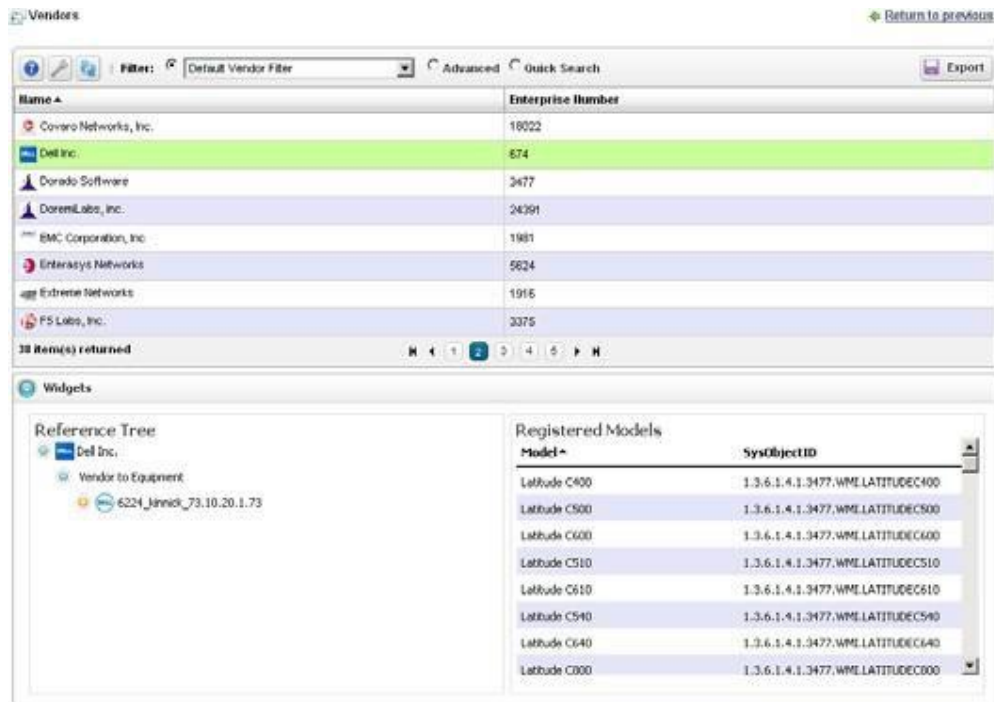 Vendors
Return to previous
Filter: Default Vendor Filter Advanced Quick Search Export
Name Enterprise Number
Covaro Networks, Inc. 18022
Dell Inc. 674
Dorado Software 3477
DoremiLabs, Inc. 24391
EMC Corporation, Inc 1981
Enterasys Networks 5624
Extreme Networks 1916
F5 Labs, Inc. 3375
38 item(s) returned 1 2 3 4 5
Widgets
Reference Tree
Dell Inc.
Vendor to Equipment
6224_kinnick_73.10.20.1.73
Registered Models
Model SysObjectID
Latitude C400 1.3.6.1.4.1.3477.WMI.LATITUDEC400
Latitude C500 1.3.6.1.4.1.3477.WMI.LATITUDEC500
Latitude C600 1.3.6.1.4.1.3477.WMI.LATITUDEC600
Latitude C510 1.3.6.1.4.1.3477.WMI.LATITUDEC510
Latitude C610 1.3.6.1.4.1.3477.WMI.LATITUDEC610
Latitude C540 1.3.6.1.4.1.3477.WMI.LATITUDEC540
Latitude C640 1.3.6.1.4.1.3477.WMI.LATITUDEC640
Latitude C800 1.3.6.1.4.1.3477.WMI.LATITUDEC800